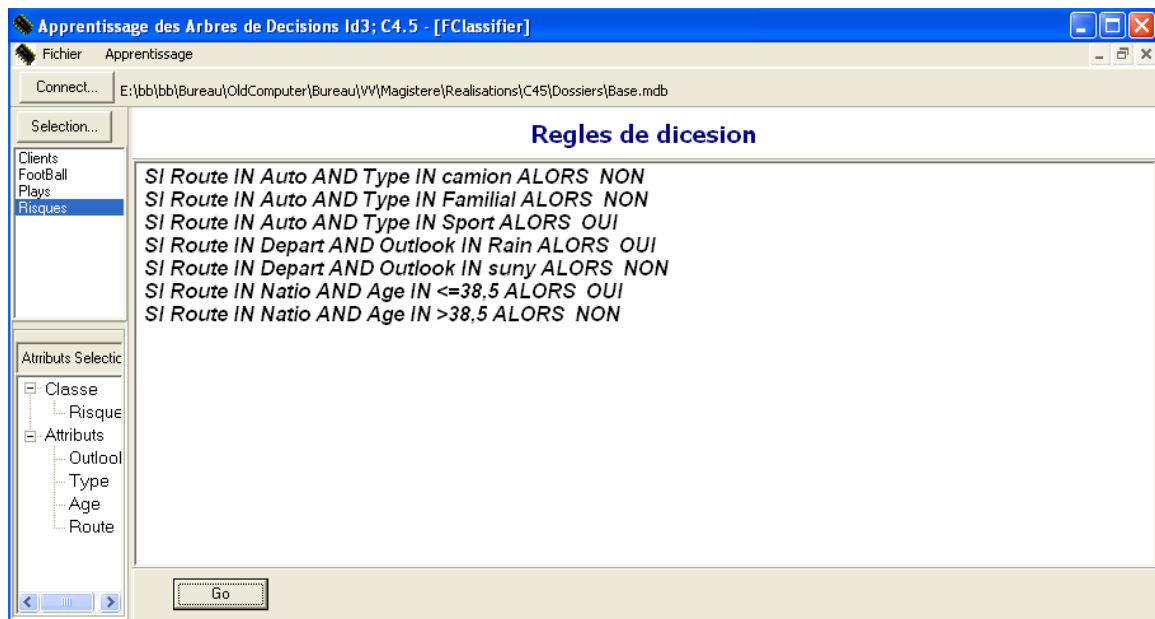 Apprentissage des Arbres de Decisions Id3; C4.5 - [FClassifier]
Fichier Apprentissage
Connect... E:\bb\bb\Bureau\OldComputer\Bureau\VV\Magistere\Realisations\C45\Dossiers\Base.mdb
Selection...
Regles de dicesion
Clients
FootBall
Plays
Risques
SI Route IN Auto AND Type IN camion ALORS NON
SI Route IN Auto AND Type IN Familial ALORS NON
SI Route IN Auto AND Type IN Sport ALORS OUI
SI Route IN Depart AND Outlook IN Rain ALORS OUI
SI Route IN Depart AND Outlook IN suny ALORS NON
SI Route IN Natio AND Age IN <=38,5 ALORS OUI
SI Route IN Natio AND Age IN >38,5 ALORS NON
Atributs Selectic
Classe
Risque
Attributs
Outlool
Type
Age
Route
Go